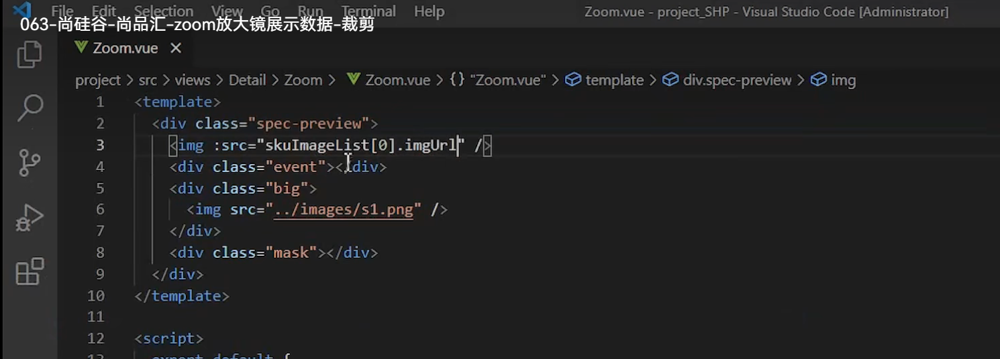 File Edit Selection View Go Run Terminal Help Zoom.vue - project_SHP - Visual Studio Code [Administrator]
063-尚硅谷-尚品汇-zoom放大镜展示数据-裁剪
Zoom.vue ×
project > src > views > Detail > Zoom > Zoom.vue > {} "Zoom.vue" > template > div.spec-preview > img
1 <template>
2 <div class="spec-preview">
3 <img :src="skuImageList[0].imgUrl" />
4 <div class="event"></div>
5 <div class="big">
6 <img src="../images/s1.png" />
7 </div>
8 <div class="mask"></div>
9 </div>
10 </template>
11
12 <script>
13 export default {